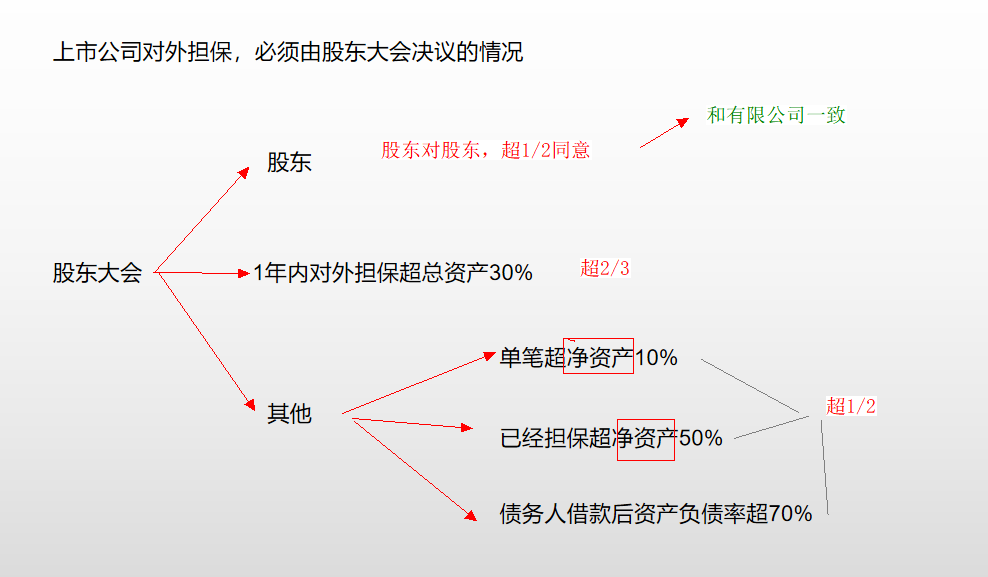 上市公司对外担保，必须由股东大会决议的情况
和有限公司一致
股东
股东对股东，超1/2同意
股东大会
1年内对外担保超总资产30%
超2/3
单笔超净资产10%
其他
超1/2
已经担保超净资产50%
债务人借款后资产负债率超70%